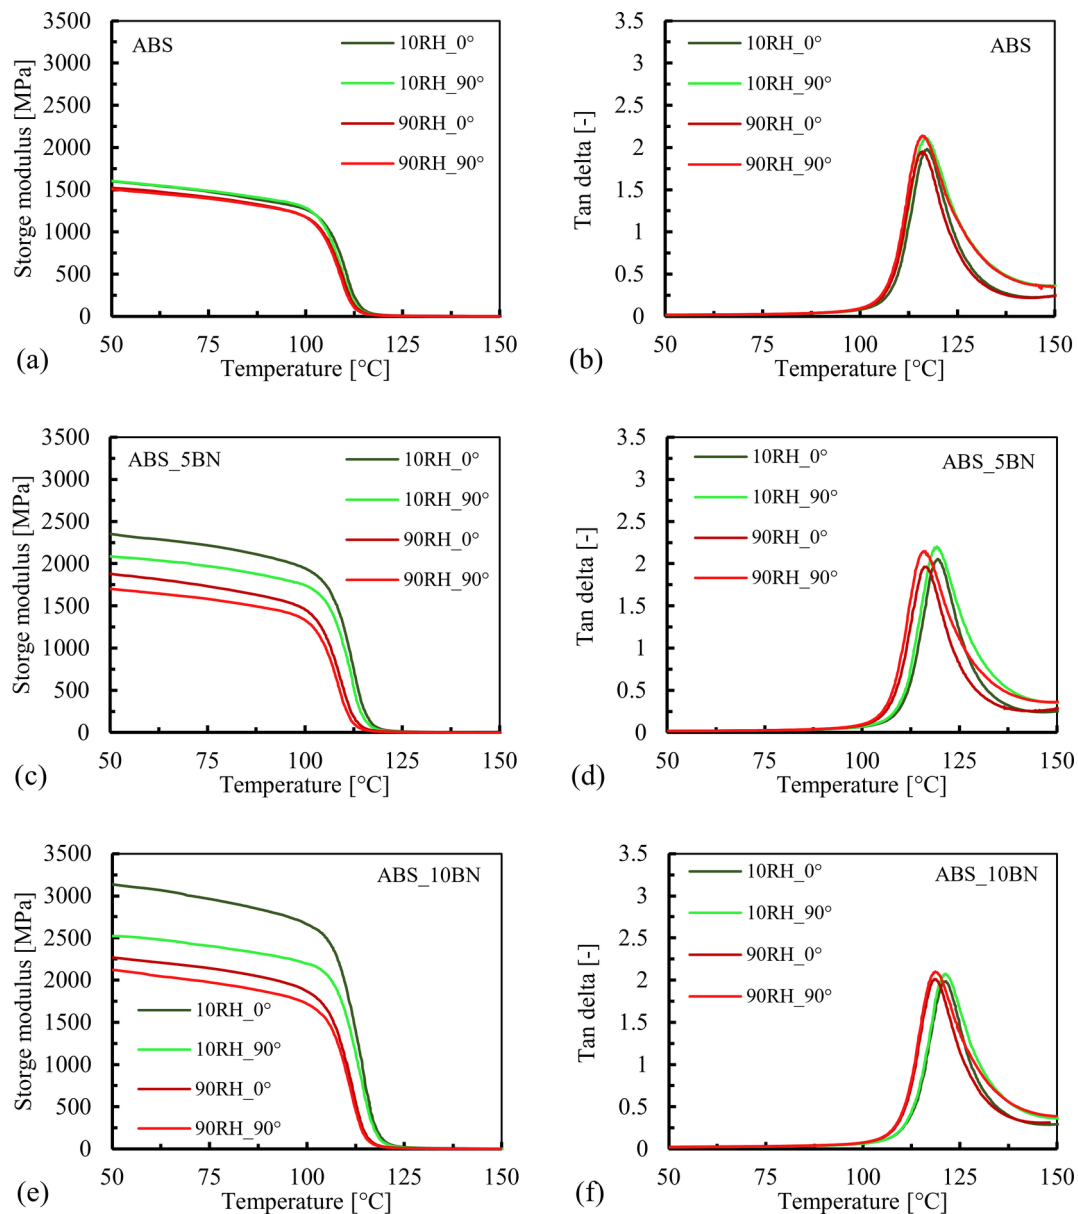 3500
3000
2500
2000
1500
1000
500
0
Storge modulus [MPa]
ABS
10RH_0°
10RH_90°
90RH_0°
90RH_90°
50
75
100
125
150
Temperature [°C]
(a)
3.5
3
2.5
2
1.5
1
0.5
0
Tan delta [-]
10RH_0°
10RH_90°
90RH_0°
90RH_90°
ABS
50
75
100
125
150
Temperature [°C]
(b)
3500
3000
2500
2000
1500
1000
500
0
Storge modulus [MPa]
ABS_5BN
10RH_0°
10RH_90°
90RH_0°
90RH_90°
50
75
100
125
150
Temperature [°C]
(c)
3.5
3
2.5
2
1.5
1
0.5
0
Tan delta [-]
10RH_0°
10RH_90°
90RH_0°
90RH_90°
ABS_5BN
50
75
100
125
150
Temperature [°C]
(d)
3500
3000
2500
2000
1500
1000
500
0
Storge modulus [MPa]
ABS_10BN
10RH_0°
10RH_90°
90RH_0°
90RH_90°
50
75
100
125
150
Temperature [°C]
(e)
3.5
3
2.5
2
1.5
1
0.5
0
Tan delta [-]
10RH_0°
10RH_90°
90RH_0°
90RH_90°
ABS_10BN
50
75
100
125
150
Temperature [°C]
(f)